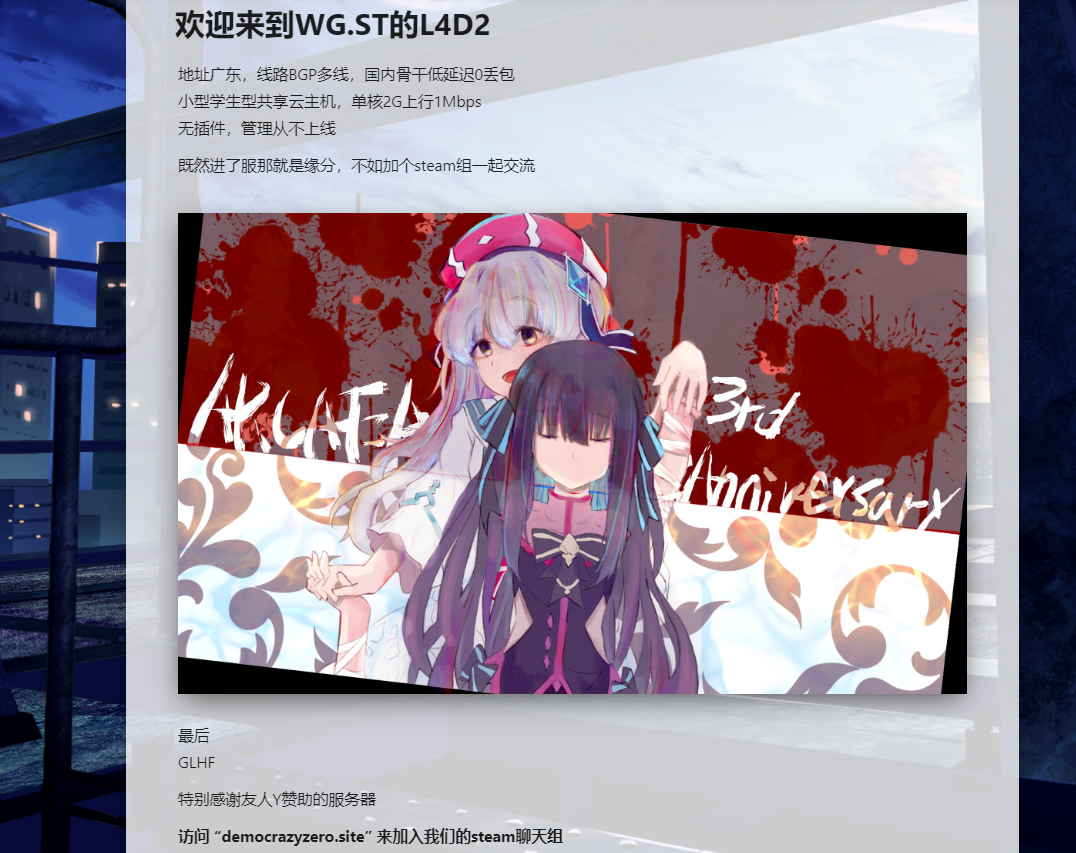 欢迎来到WG.ST的L4D2
地址广东，线路BGP多线，国内骨干低延迟0丢包
小型学生型共享云主机，单核2G上行1Mbps
无插件，管理从不上线
既然进了服那就是缘分，不如加个steam组一起交流
3rd
Anniversary
最后
GLHF
特别感谢友人Y赞助的服务器
访问 “democrazyzero.site” 来加入我们的steam聊天组